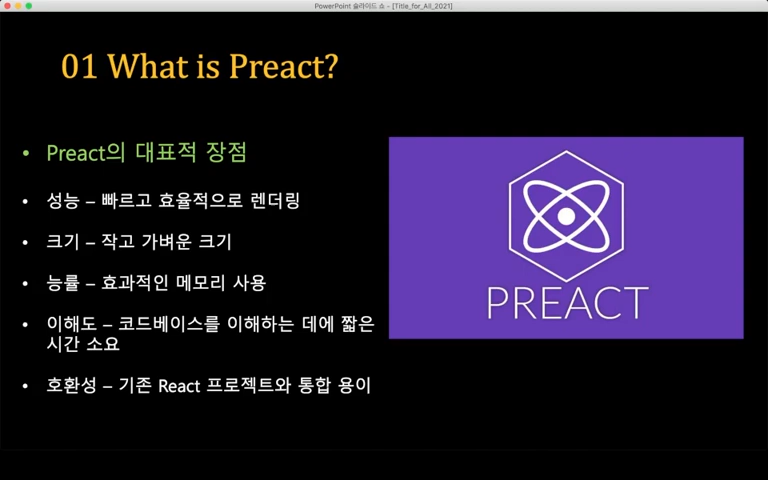 PowerPoint 슬라이드 쇼 - [Title_for_All_2021]
01 What is Preact?
• Preact의 대표적 장점
• 성능 – 빠르고 효율적으로 렌더링
• 크기 – 작고 가벼운 크기
• 능률 – 효과적인 메모리 사용
• 이해도 – 코드베이스를 이해하는 데에 짧은
시간 소요
• 호환성 – 기존 React 프로젝트와 통합 용이
PREACT